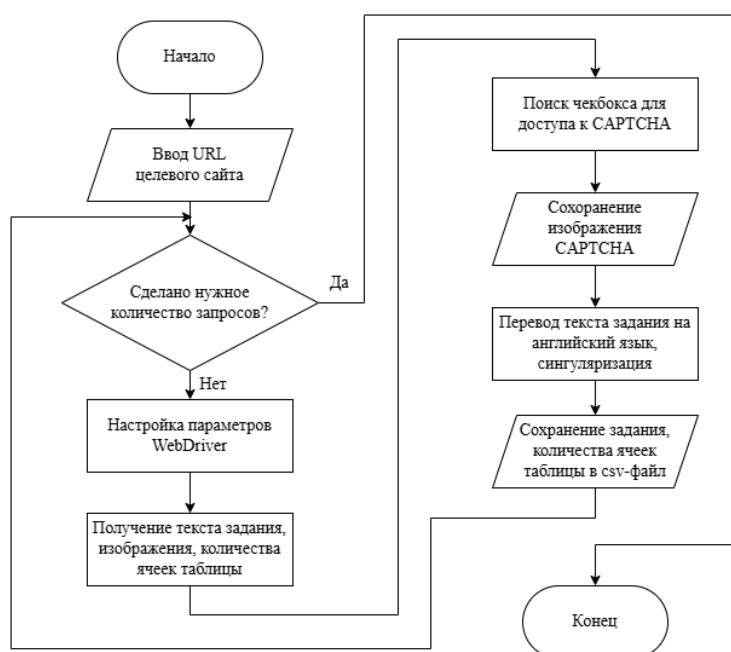 Начало
Ввод URL
целевого сайта
Сделано нужное
количество запросов?
Да
Нет
Настройка параметров
WebDriver
Получение текста задания,
изображения, количества
ячеек таблицы
Поиск чекбокса для
доступа к CAPTCHA
Сохоранение
изображения
CAPTCHA
Перевод текста задания на
английский язык,
сингуляризация
Сохранение задания,
количества ячеек
таблицы в csv-файл
Конец